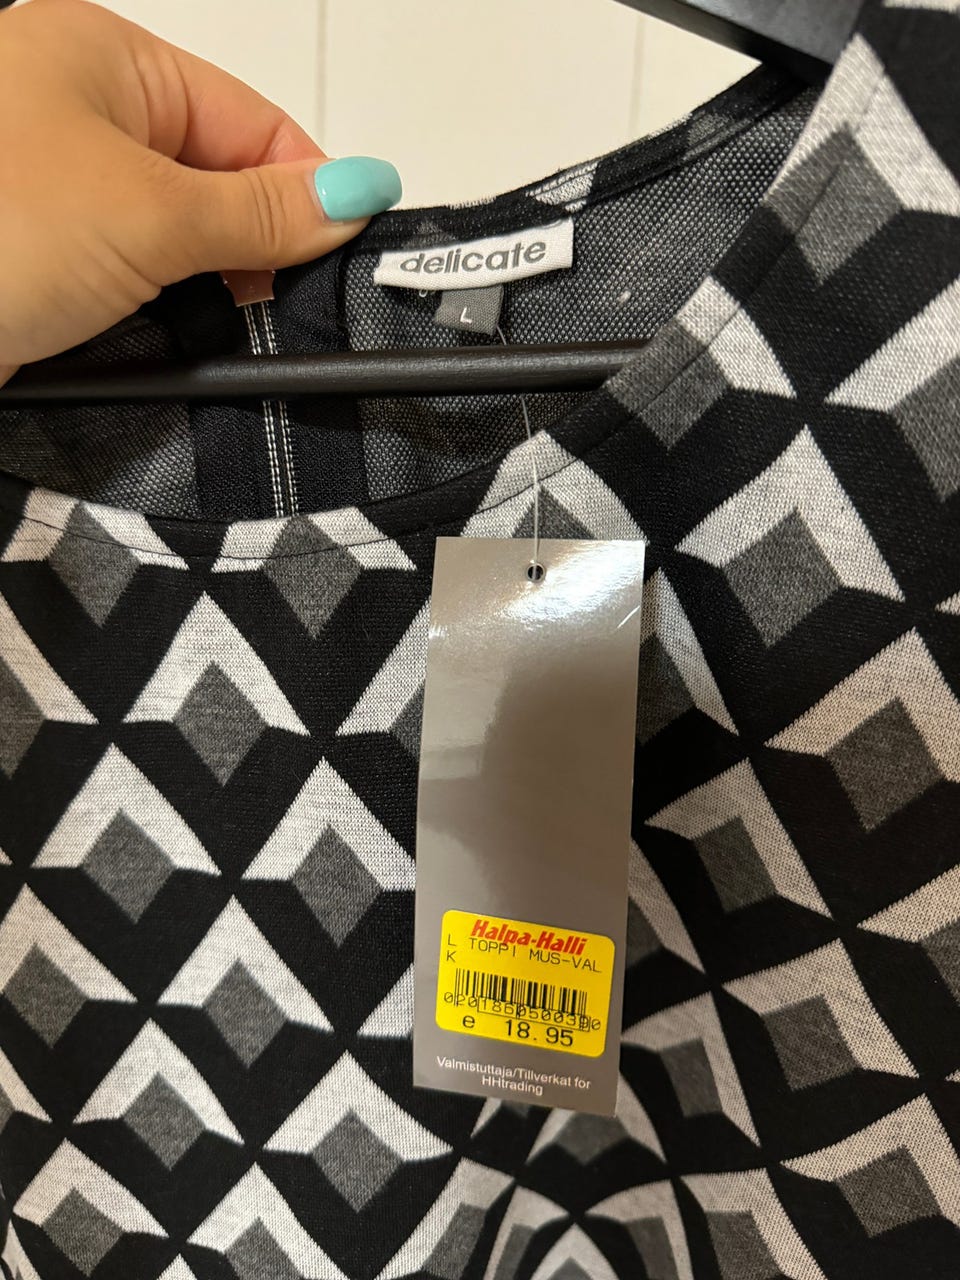 delicate
L
Halpa-Halli
L TOPPI MUS-VAL
K
e 18.95
Valmistuttaja/Tillverkat for
HHtrading